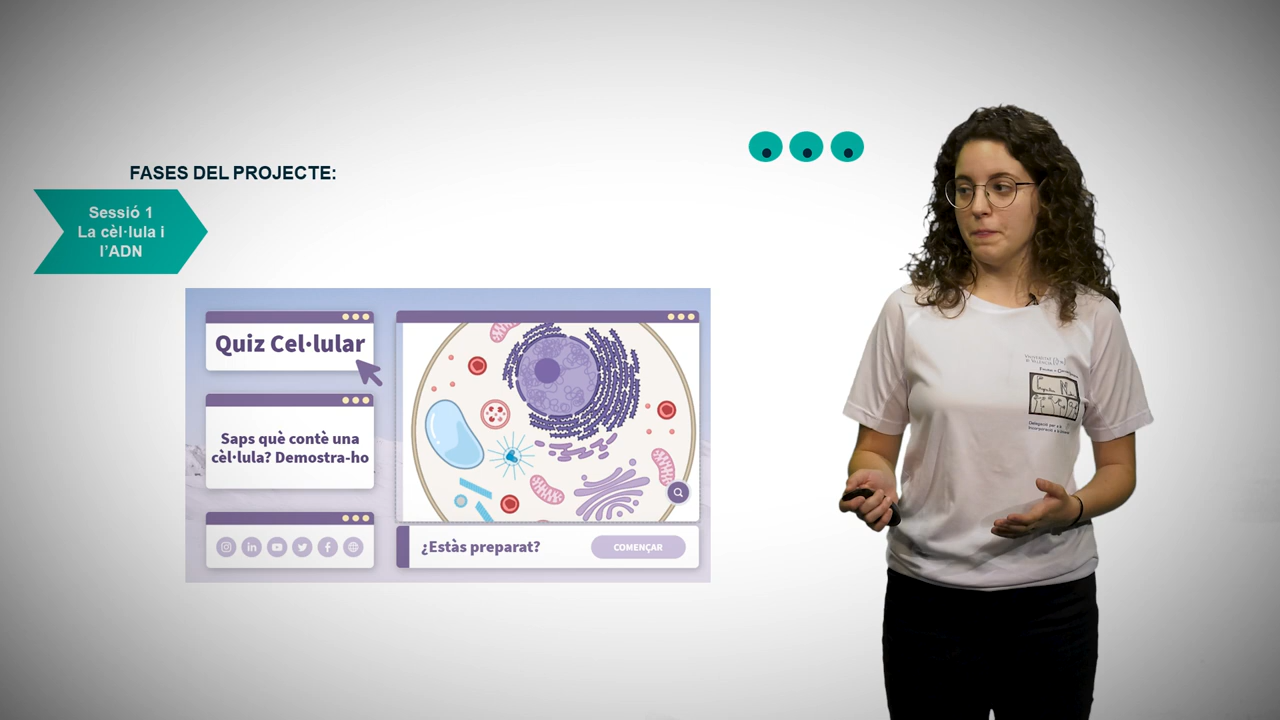 FASES DEL PROJECTE:
Sessió 1
La cèl·lula i
l'ADN
Quiz Cel·lular
Saps què contè una
cèl·lula? Demostra-ho
¿Estàs preparat?
COMENÇAR